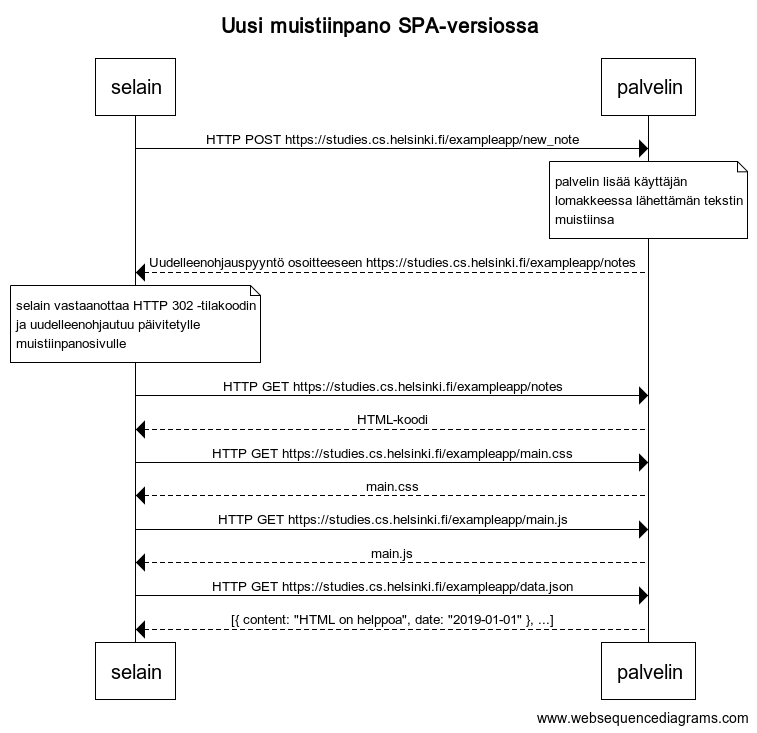 Uusi muistiinpano SPA-versiossa
selain
palvelin
HTTP POST https://studies.cs.helsinki.fi/exampleapp/new_note
palvelin lisää käyttäjän
lomakkeessa lähettämän tekstin
muistiinsa
Uudelleenohjauspyyntö osoitteeseen https://studies.cs.helsinki.fi/exampleapp/notes
selain vastaanottaa HTTP 302 -tilakoodin
ja uudelleenohjautuu päivitetylle
muistiinpanosivulle
HTTP GET https://studies.cs.helsinki.fi/exampleapp/notes
HTML-koodi
HTTP GET https://studies.cs.helsinki.fi/exampleapp/main.css
main.css
HTTP GET https://studies.cs.helsinki.fi/exampleapp/main.js
main.js
HTTP GET https://studies.cs.helsinki.fi/exampleapp/data.json
[{ content: "HTML on helppoa", date: "2019-01-01" }, ...]
selain
palvelin
www.websequencediagrams.com